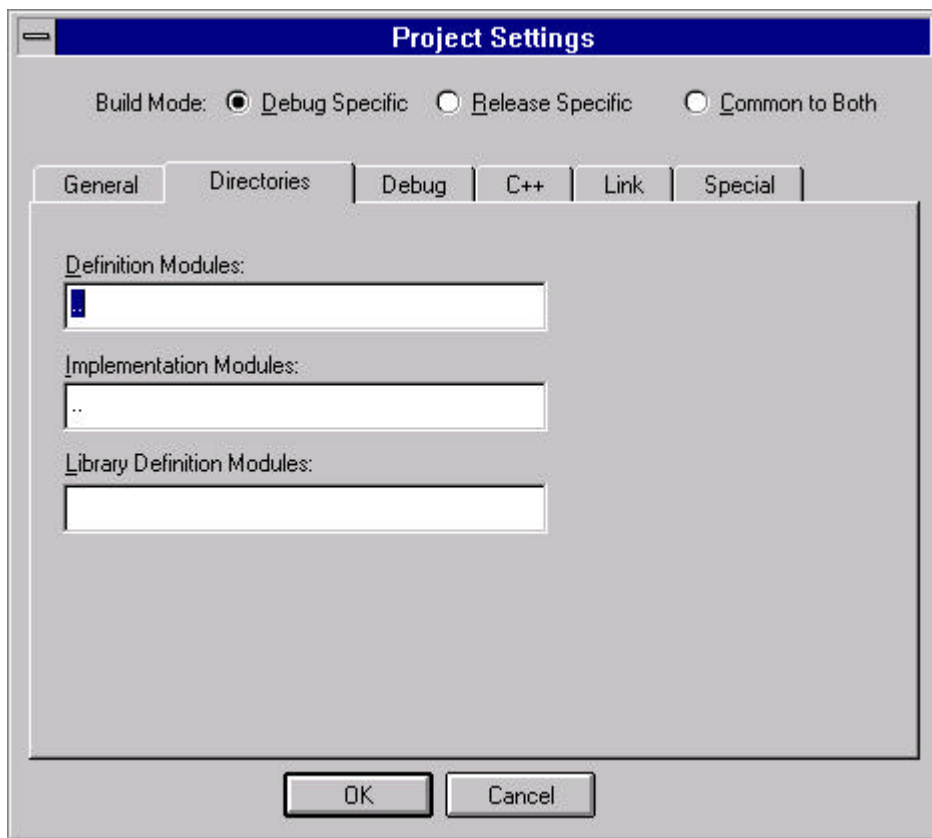 Project Settings
Build Mode: Debug Specific Release Specific Common to Both
General Directories Debug C++ Link Special
Definition Modules:
..
Implementation Modules:
..
Library Definition Modules:
OK Cancel